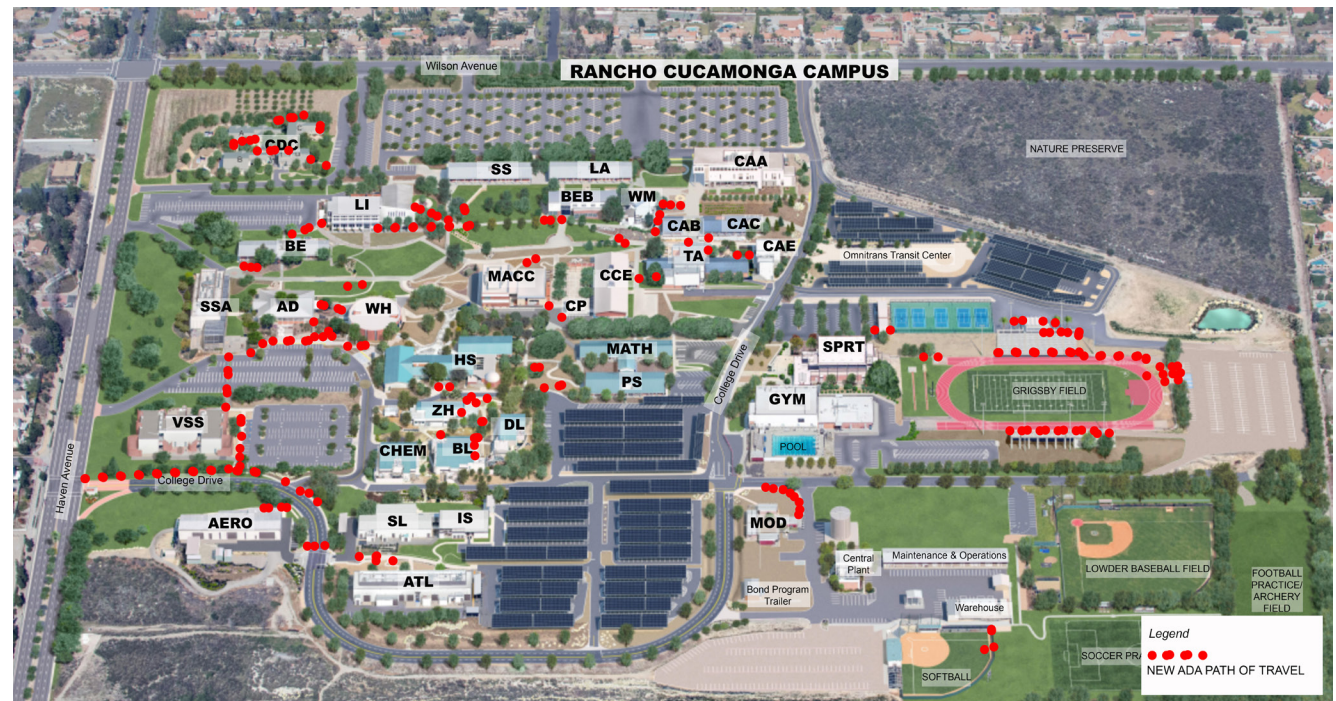 Wilson Avenue
RANCHO CUCAMONGA CAMPUS
CDC
SS
LA
CAA
NATURE PRESERVE
LI
BEB
WM
CAB
CAC
BE
TA
CAE
Omnitrans Transit Center
MACC
CCE
SSA
AD
WH
CP
HS
MATH
SPRT
College Drive
PS
GYM
GRIGSBY FIELD
ZH
DL
VSS
CHEM
BL
POOL
College Drive
Haven Avenue
AERO
SL
IS
MOD
ATL
Central
Plant
Maintenance & Operations
LOWDER BASEBALL FIELD
FOOTBALL
PRACTICE/
ARCHERY
FIELD
Bond Program
Trailer
Warehouse
SOFTBALL
SOCCER PRA
Legend
NEW ADA PATH OF TRAVEL